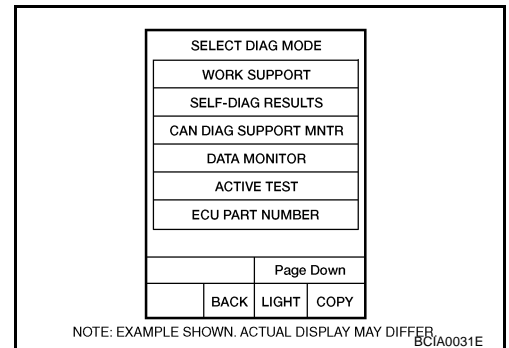 SELECT DIAG MODE
WORK SUPPORT
SELF-DIAG RESULTS
CAN DIAG SUPPORT MNTR
DATA MONITOR
ACTIVE TEST
ECU PART NUMBER
Page Down
BACK LIGHT COPY
NOTE: EXAMPLE SHOWN. ACTUAL DISPLAY MAY DIFFER.
BCIA0031E